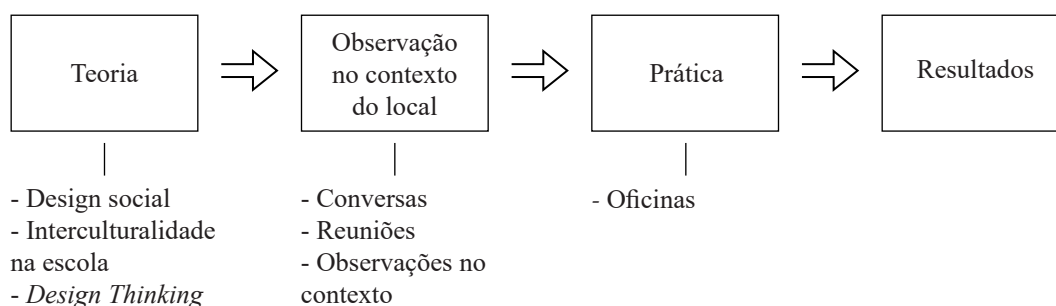 Teoria
Observação
no contexto
do local
Prática
Resultados
- Design social
- Interculturalidade
na escola
- Design Thinking
- Conversas
- Reuniões
- Observações no
contexto
- Oficinas